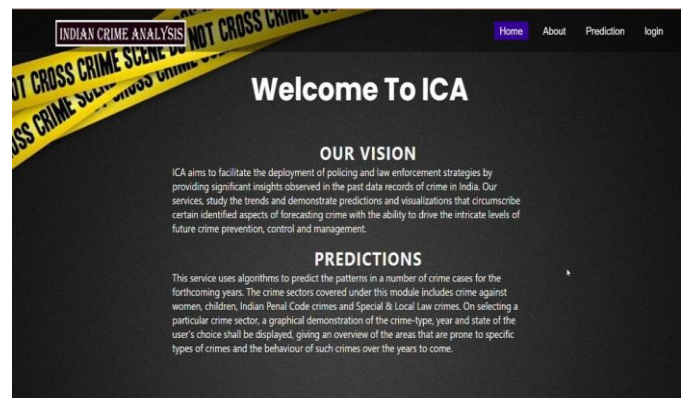 INDIAN CRIME ANALYSIS
NOT CROSS CRIME
Home About Prediction login
OT CROSS CRIME SCENE DO NOT CROSS CRIME SCENE
Welcome To ICA
OUR VISION
ICA aims to facilitate the deployment of policing and law enforcement strategies by
providing significant insights observed in the past data records of crime in India. Our
services, study the trends and demonstrate predictions and visualizations that circumscribe
certain identified aspects of forecasting crime with the ability to drive the intricate levels of
future crime prevention, control and management.
PREDICTIONS
This service uses algorithms to predict the patterns in a number of crime cases for the
forthcoming years. The crime sectors covered under this module includes crime against
women, children, Indian Penal Code crimes and Special & Local Law crimes. On selecting a
particular crime sector, a graphical demonstration of the crime-type, year and state of the
user's choice shall be displayed, giving an overview of the areas that are prone to specific
types of crimes and the behaviour of such crimes over the years to come.